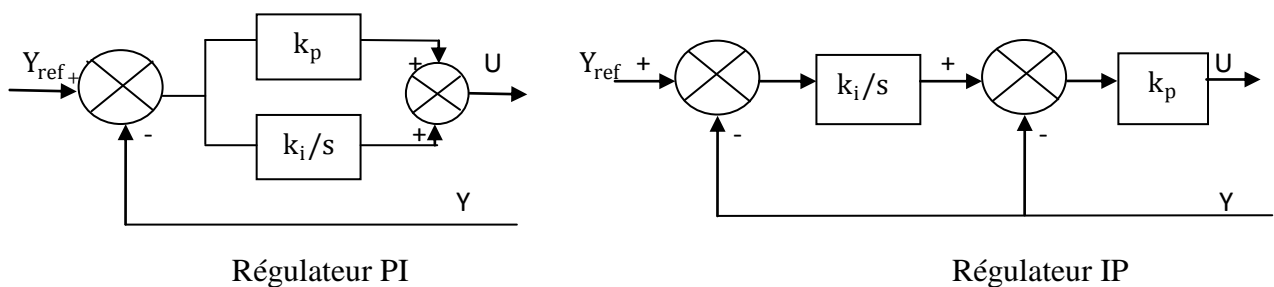 k_p
Y_ref
+
+
U
-
k_i/s
+
Y
Régulateur PI
Y_ref
+
k_i/s
+
k_p
U
-
-
Y
Régulateur IP